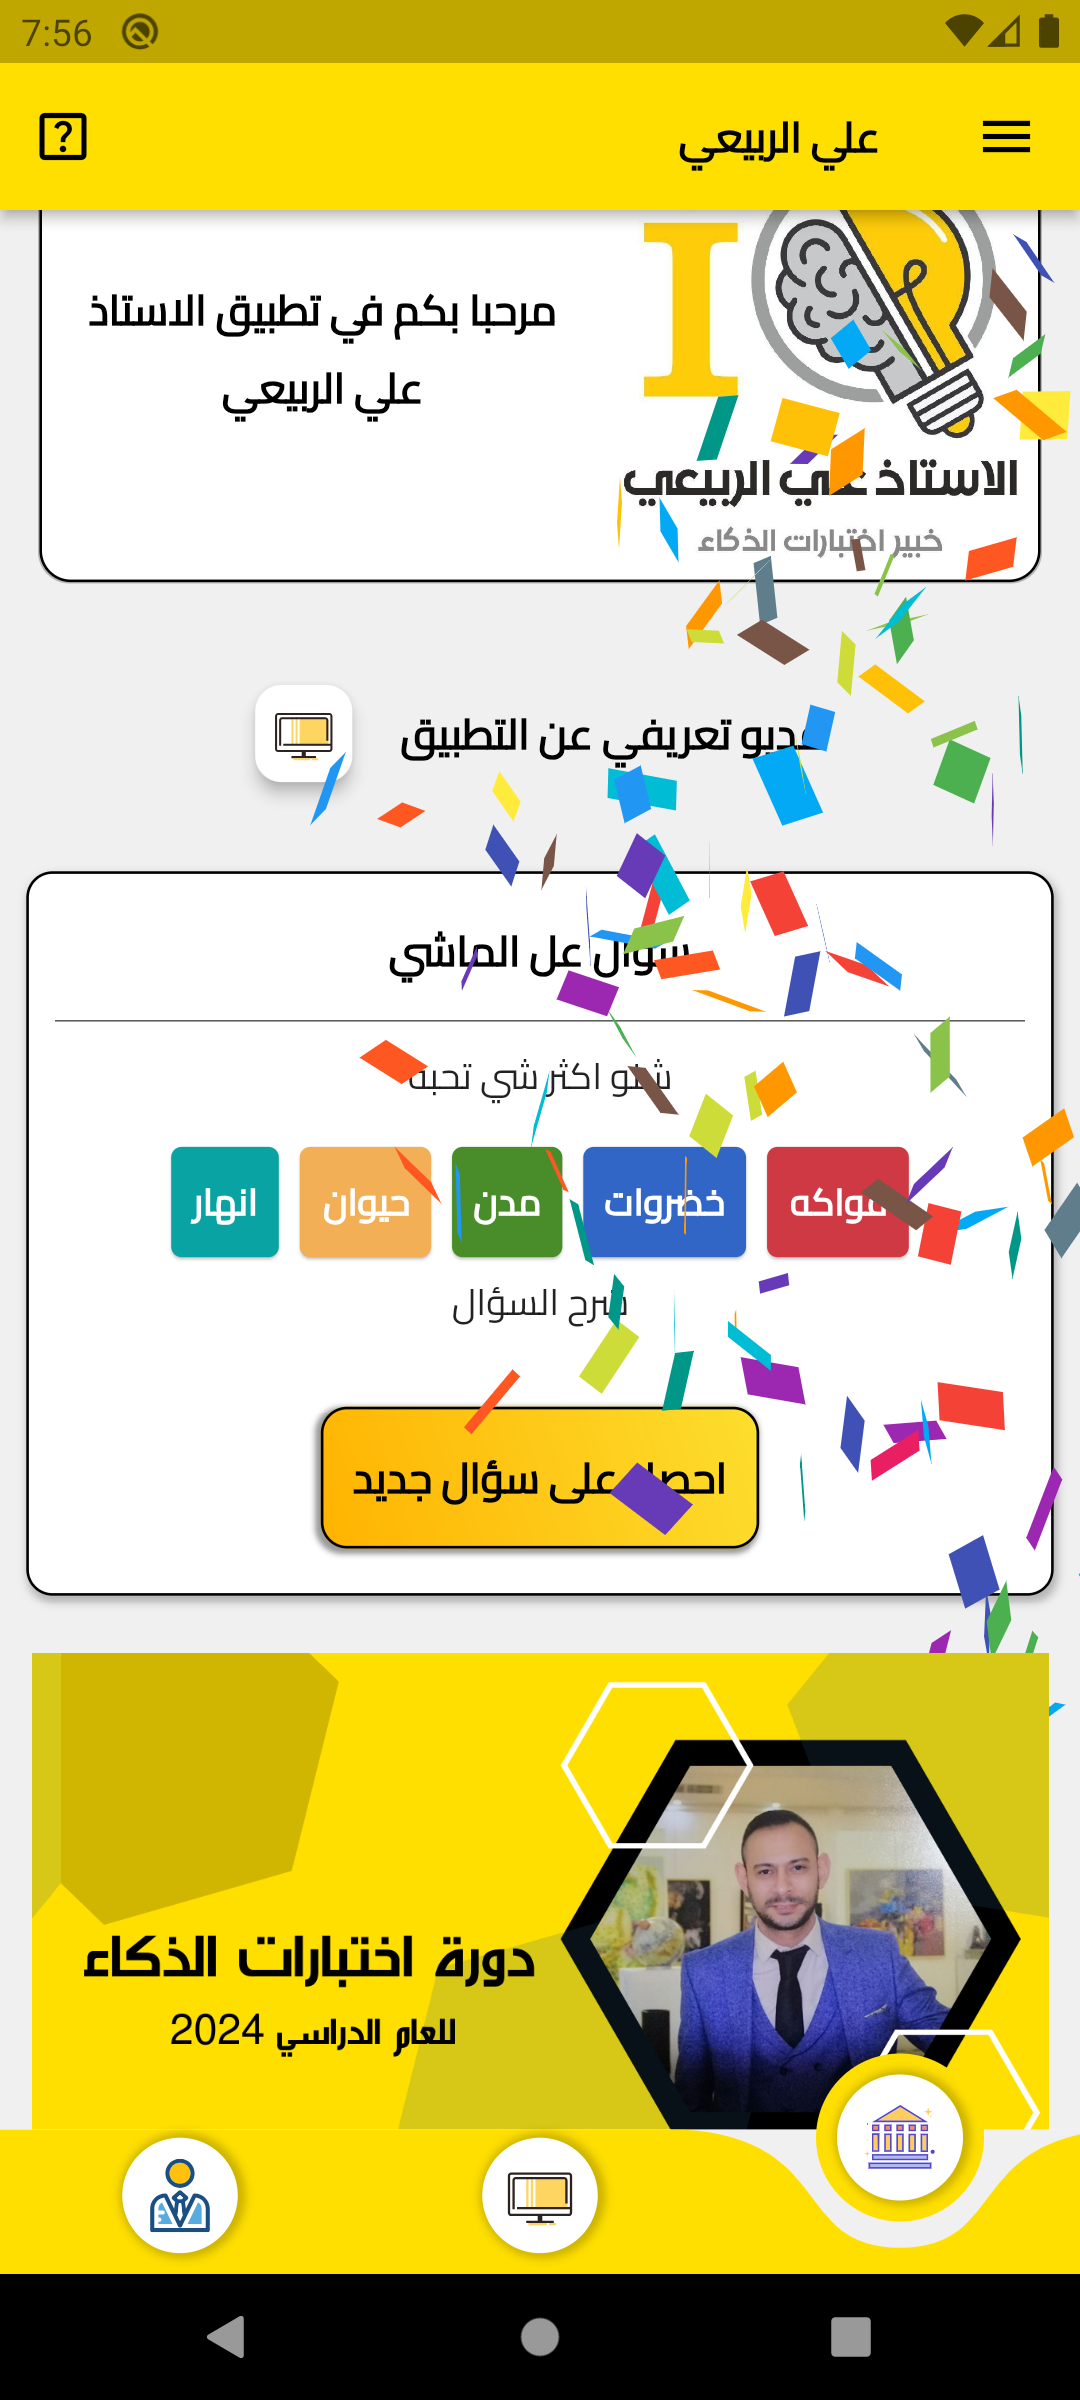 7:56
علي الربيعي
I
مرحبا بكم في تطبيق الاستاذ
علي الربيعي
الاستاذ علي الربيعي
خبير اختبارات الذكاء
تعريفي عن التطبيق
سؤال عل الماشي
شنو اكثر شي تحبه
فواكه
خضروات
مدن
حيوان
انهار
شرح السؤال
احصل على سؤال جديد
دورة اختبارات الذكاء
للعام الدراسي 2024